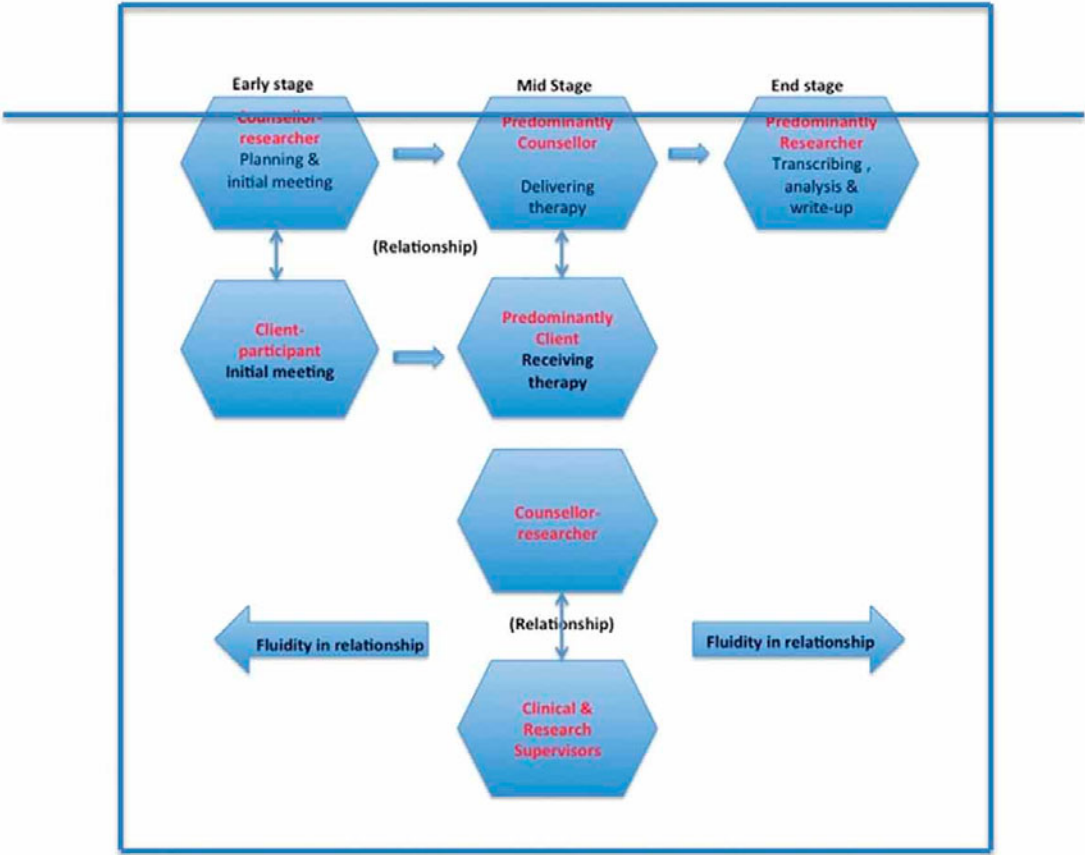 Early stage
Mid Stage
End stage
Counsellor-
researcher
Planning &
initial meeting
Predominantly
Counsellor
Delivering
therapy
Predominantly
Researcher
Transcribing ,
analysis &
write-up
(Relationship)
Client-
participant
Initial meeting
Predominantly
Client
Receiving
therapy
Counsellor-
researcher
(Relationship)
Fluidity in relationship
Fluidity in relationship
Clinical &
Research
Supervisors